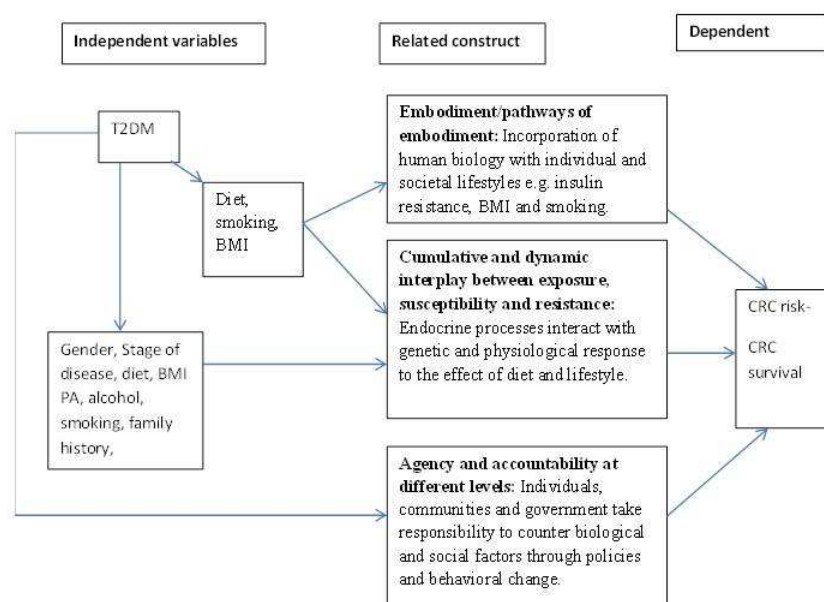 Independent variables
Related construct
Dependent
T2DM
Diet,
smoking,
BMI
Gender, Stage of
disease, diet, BMI
PA, alcohol,
smoking, family
history,
Embodiment/pathways of
embodiment: Incorporation of
human biology with individual and
societal lifestyles e.g. insulin
resistance, BMI and smoking.
Cumulative and dynamic
interplay between exposure,
susceptibility and resistance:
Endocrine processes interact with
genetic and physiological response
to the effect of diet and lifestyle.
Agency and accountability at
different levels: Individuals,
communities and government take
responsibility to counter biological
and social factors through policies
and behavioral change.
CRC risk-
CRC
survival